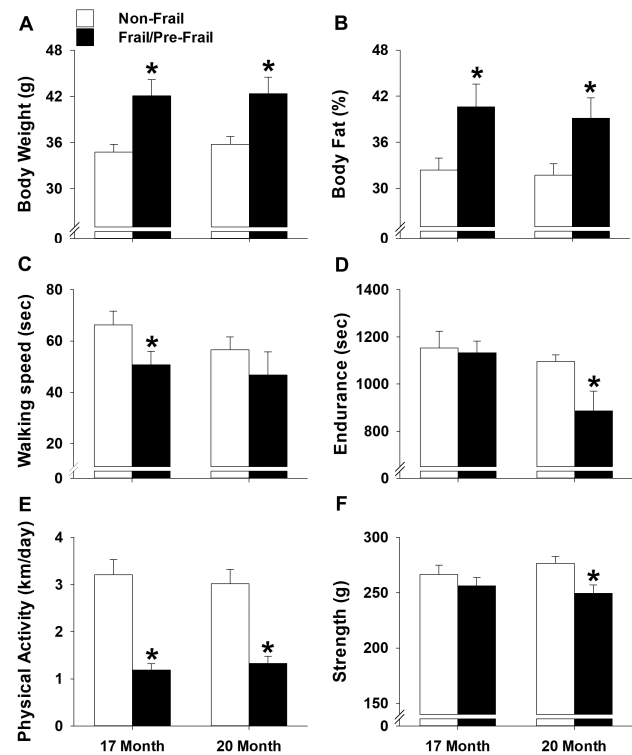 Non-Frail
Frail/Pre-Frail
A
Body Weight (g)
48
42
36
30
0
*
*
B
Body Fat (%)
48
42
36
30
0
*
*
C
Walking speed (sec)
80
60
40
20
0
*
D
Endurance (sec)
1400
1200
1000
800
0
*
E
Physical Activity (km/day)
4
3
2
1
0
*
*
17 Month
20 Month
F
Strength (g)
300
250
200
150
0
*
17 Month
20 Month